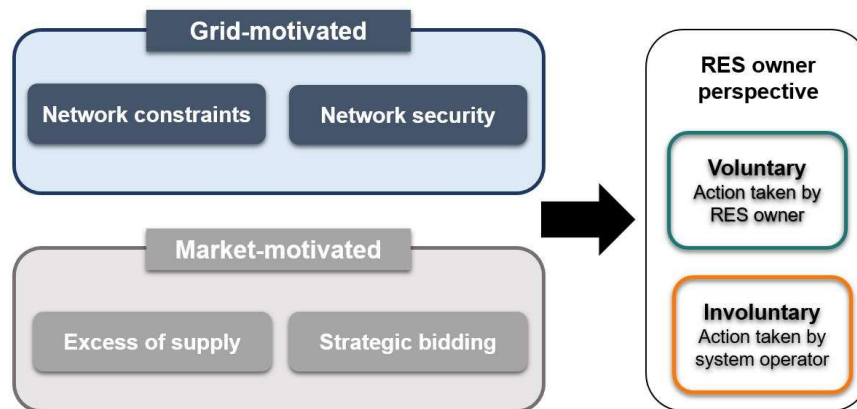 Grid-motivated
Network constraints
Network security
Market-motivated
Excess of supply
Strategic bidding
RES owner
perspective
Voluntary
Action taken by
RES owner
Involuntary
Action taken by
system operator